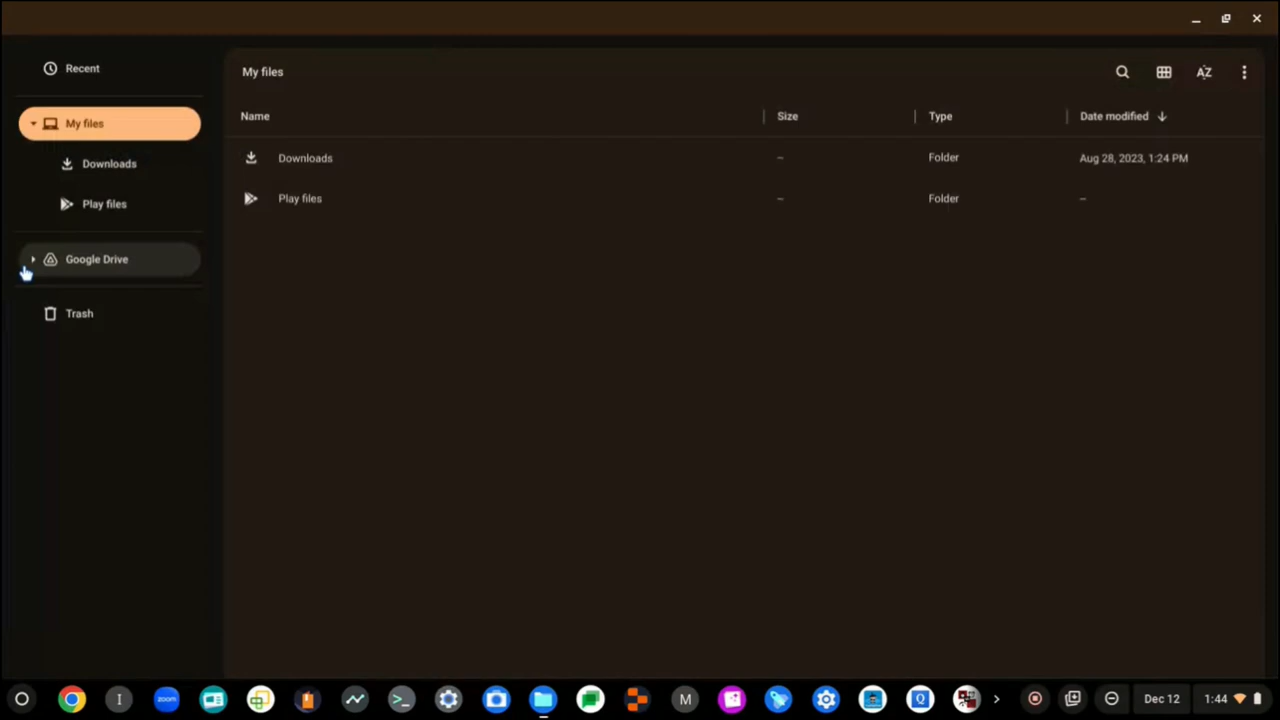 Recent
My files
Downloads
Play files
Google Drive
Trash
My files
AZ
Name Size Type Date modified
Downloads – Folder Aug 28, 2023, 1:24 PM
Play files – Folder –
I zoom >_ M Q Dec 12 1:44